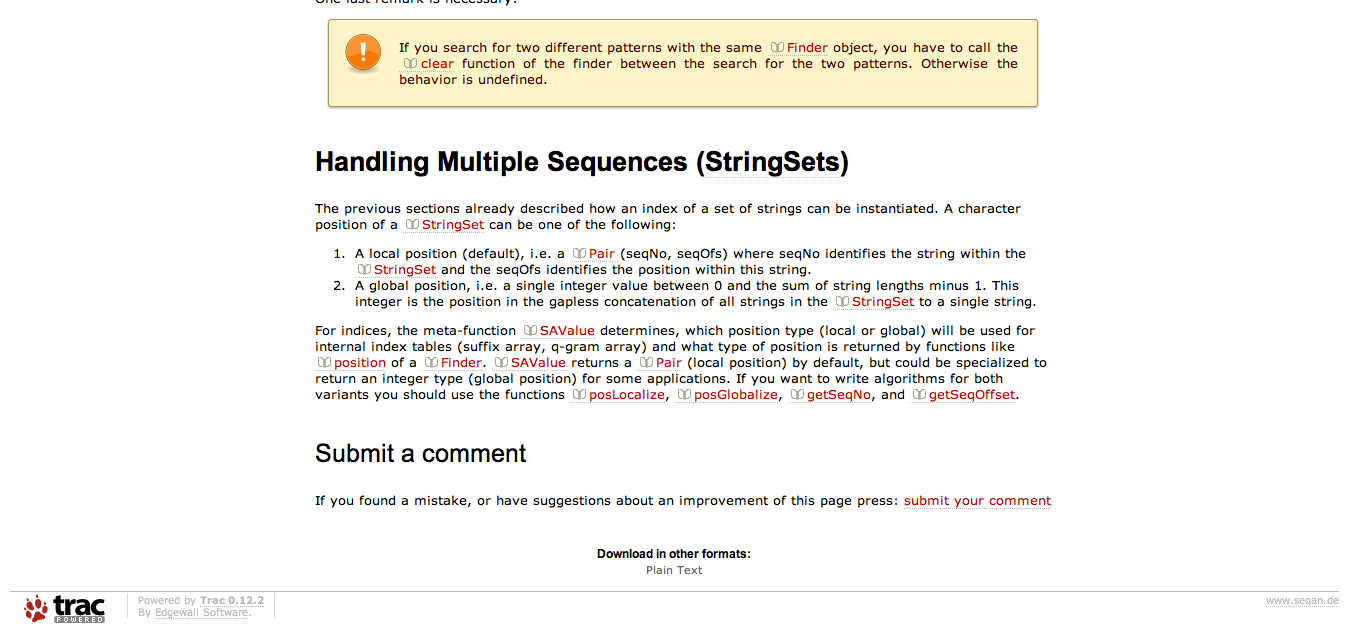 One last remark is necessary:
If you search for two different patterns with the same Finder object, you have to call the
clear function of the finder between the search for the two patterns. Otherwise the
behavior is undefined.
Handling Multiple Sequences (StringSets)
The previous sections already described how an index of a set of strings can be instantiated. A character
position of a StringSet can be one of the following:
1. A local position (default), i.e. a Pair (seqNo, seqOfs) where seqNo identifies the string within the
StringSet and the seqOfs identifies the position within this string.
2. A global position, i.e. a single integer value between 0 and the sum of string lengths minus 1. This
integer is the position in the gapless concatenation of all strings in the StringSet to a single string.
For indices, the meta-function SAValue determines, which position type (local or global) will be used for
internal index tables (suffix array, q-gram array) and what type of position is returned by functions like
position of a Finder. SAValue returns a Pair (local position) by default, but could be specialized to
return an integer type (global position) for some applications. If you want to write algorithms for both
variants you should use the functions posLocalize, posGlobalize, getSeqNo, and getSeqOffset.
Submit a comment
If you found a mistake, or have suggestions about an improvement of this page press: submit your comment
Download in other formats:
Plain Text
trac
POWERED
Powered by Trac 0.12.2
By Edgewall Software.
www.seqan.de